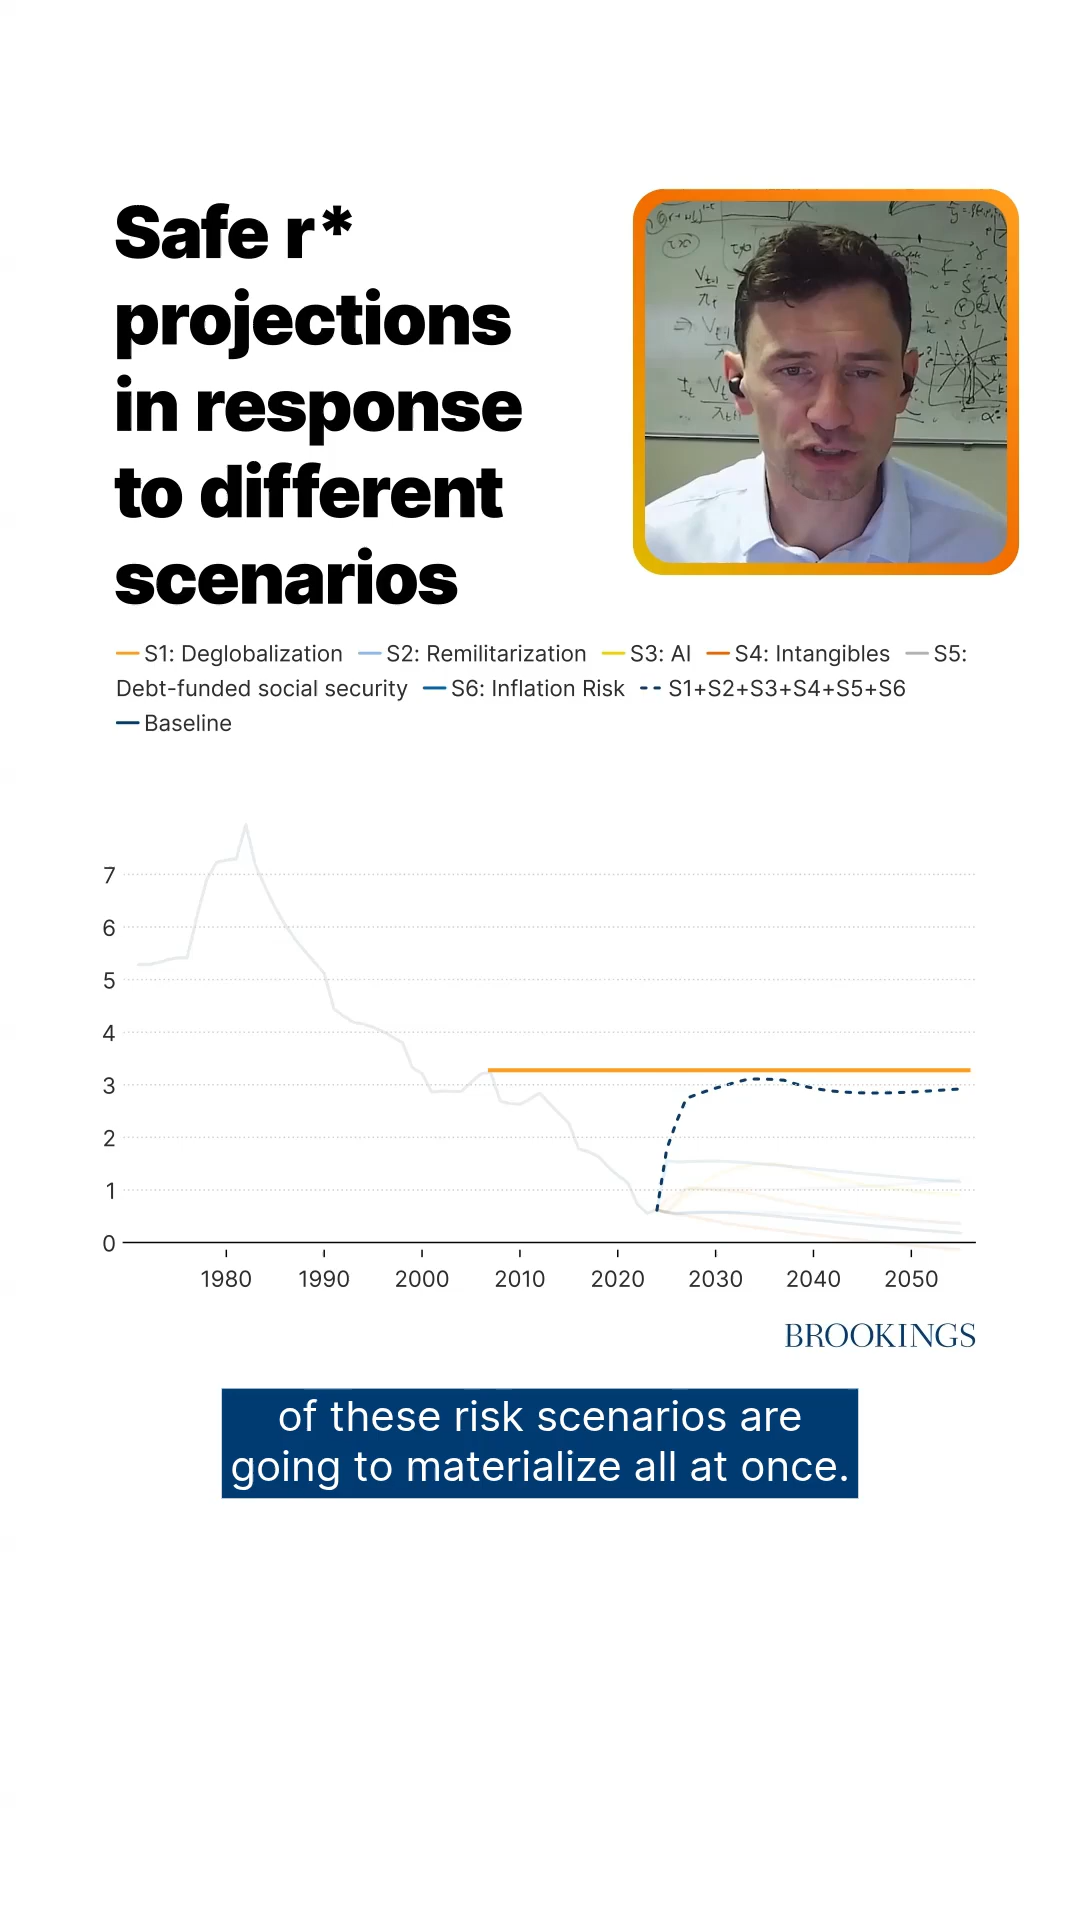 Safe r*
projections
in response
to different
scenarios
S1: Deglobalization S2: Remilitarization S3: AI S4: Intangibles S5:
Debt-funded social security S6: Inflation Risk S1+S2+S3+S4+S5+S6
Baseline
7
6
5
4
3
2
1
0
1980 1990 2000 2010 2020 2030 2040 2050
BROOKINGS
of these risk scenarios are
going to materialize all at once.